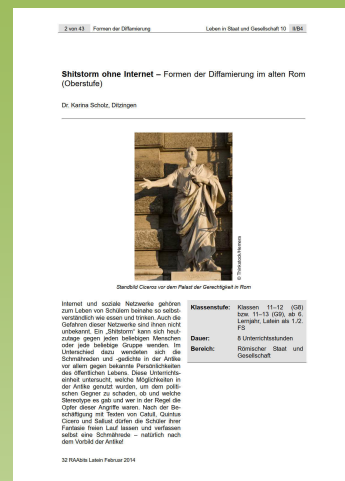 2 von 43 Formen der Diffamierung Leben in Staat und Gesellschaft 10 II/B4
Shitstorm ohne Internet – Formen der Diffamierung im alten Rom
(Oberstufe)
Dr. Karina Scholz, Ditzingen
© Thinkstock/Hemera
Standbild Ciceros vor dem Palast der Gerechtigkeit in Rom
Internet und soziale Netzwerke gehören
zum Leben von Schülern beinahe so selbst-
verständlich wie essen und trinken. Auch die
Gefahren dieser Netzwerke sind ihnen nicht
unbekannt. Ein „Shitstorm“ kann sich heut-
zutage gegen jeden beliebigen Menschen
oder jede beliebige Gruppe wenden. Im
Unterschied dazu wendeten sich die
Schmähreden und -gedichte in der Antike
vor allem gegen bekannte Persönlichkeiten
des öffentlichen Lebens. Diese Unterrichts-
einheit untersucht, welche Möglichkeiten in
der Antike genutzt wurden, um dem politi-
schen Gegner zu schaden, ob und welche
Stereotype es gab und wer in der Regel die
Opfer dieser Angriffe waren. Nach der Be-
schäftigung mit Texten von Catull, Quintus
Cicero und Sallust dürfen die Schüler ihrer
Fantasie freien Lauf lassen und verfassen
selbst eine Schmährede – natürlich nach
dem Vorbild der Antike!
Klassenstufe: Klassen 11–12 (G8)
bzw. 11–13 (G9), ab 6.
Lernjahr, Latein als 1./2.
FS
Dauer: 8 Unterrichtsstunden
Bereich: Römischer Staat und
Gesellschaft
32 RAAbits Latein Februar 2014